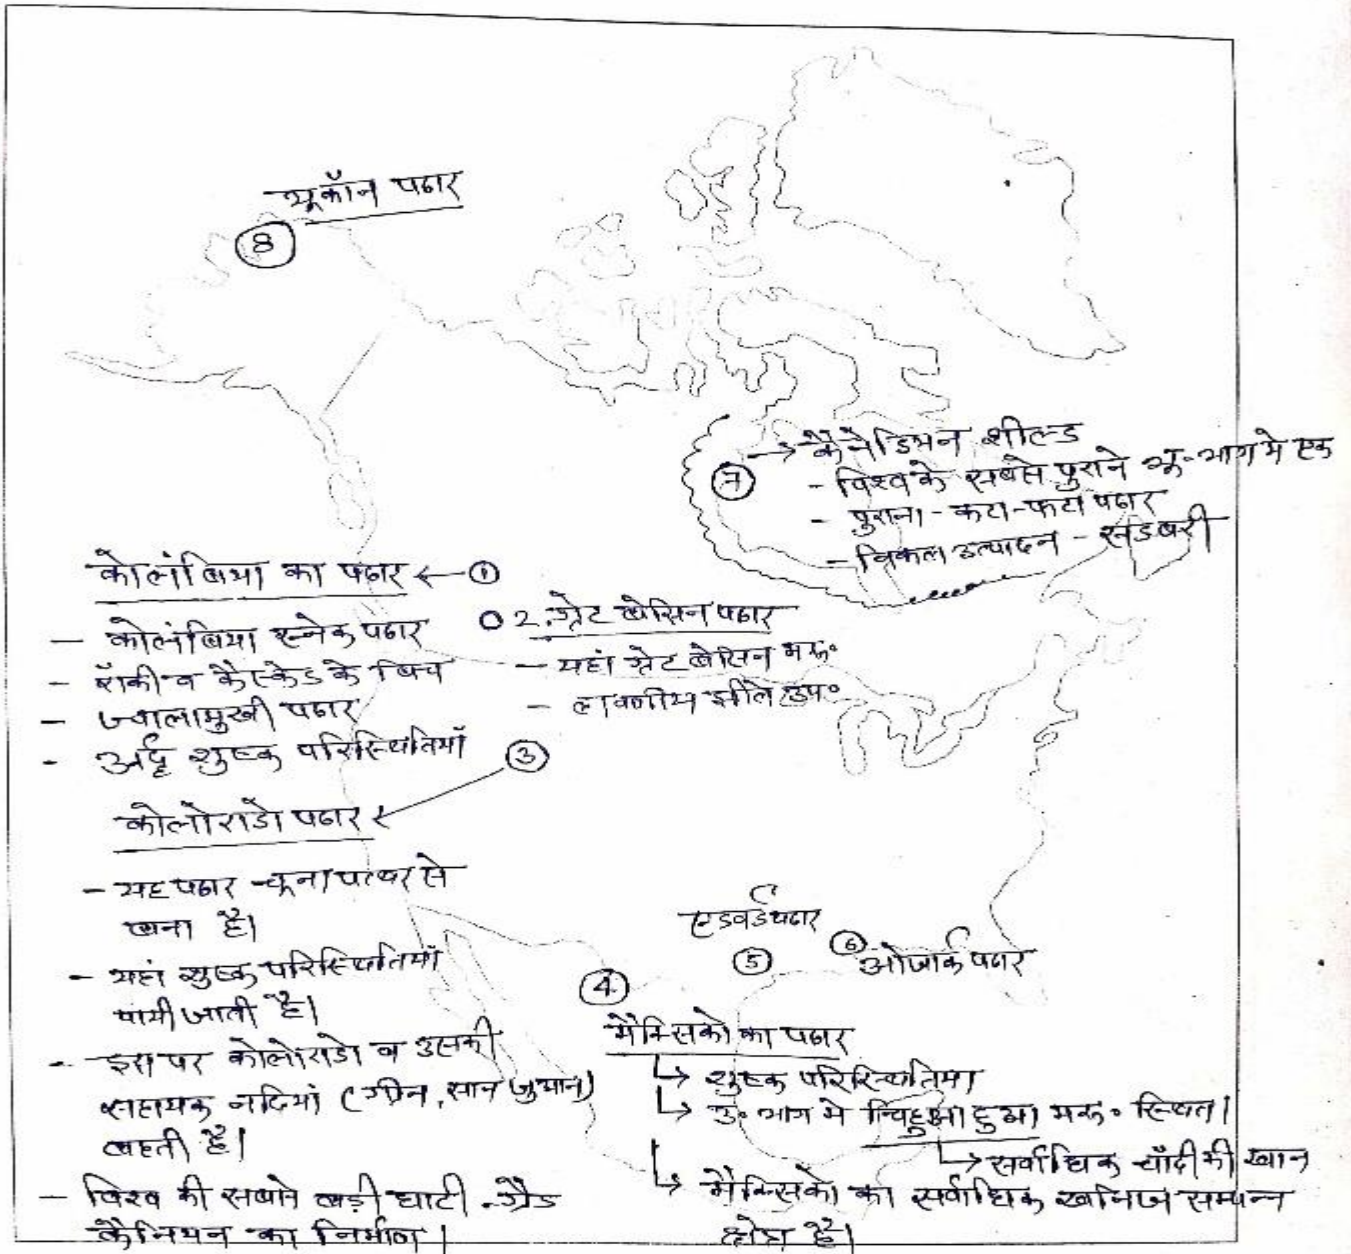 यूकॉन पठार
8
7 → कैनेडियन शील्ड
- विश्व के सबसे पुराने भू-भाग मे एक
- पुराना - कटा-फटा पठार
- निकल उत्पादन - सडबरी
कोलंबिया का पठार ← 1
- कोलंबिया स्नेक पठार
- रॉकी व कैस्केड के बिच
- ज्वालामुखी पठार
- अर्द्ध शुष्क परिस्थितियाँ
2. ग्रेट बेसिन पठार
- यहां ग्रेट बेसिन मरू॰
- लवणीय झीले उप॰
3
कोलोराडो पठार
- यह पठार चूना पत्थर से
बना है।
- यहां शुष्क परिस्थितियाँ
पायी जाती है।
- इस पर कोलोराडो व उसकी
सहायक नदियां (ग्रीन, सान जुआन)
बहती है।
- विश्व की सबसे बड़ी घाटी ग्रैंड
कैनियन का निर्माण।
एडवर्ड पठार
5
6 ओजार्क पठार
4
मैक्सिको का पठार
↳ शुष्क परिस्थितिया
↳ उ॰ भाग मे चिहुआहुआ मरू॰ स्थित।
↳ सर्वाधिक चाँदी की खान
↳ मैक्सिको का सर्वाधिक खनिज सम्पन्न
क्षेत्र है।